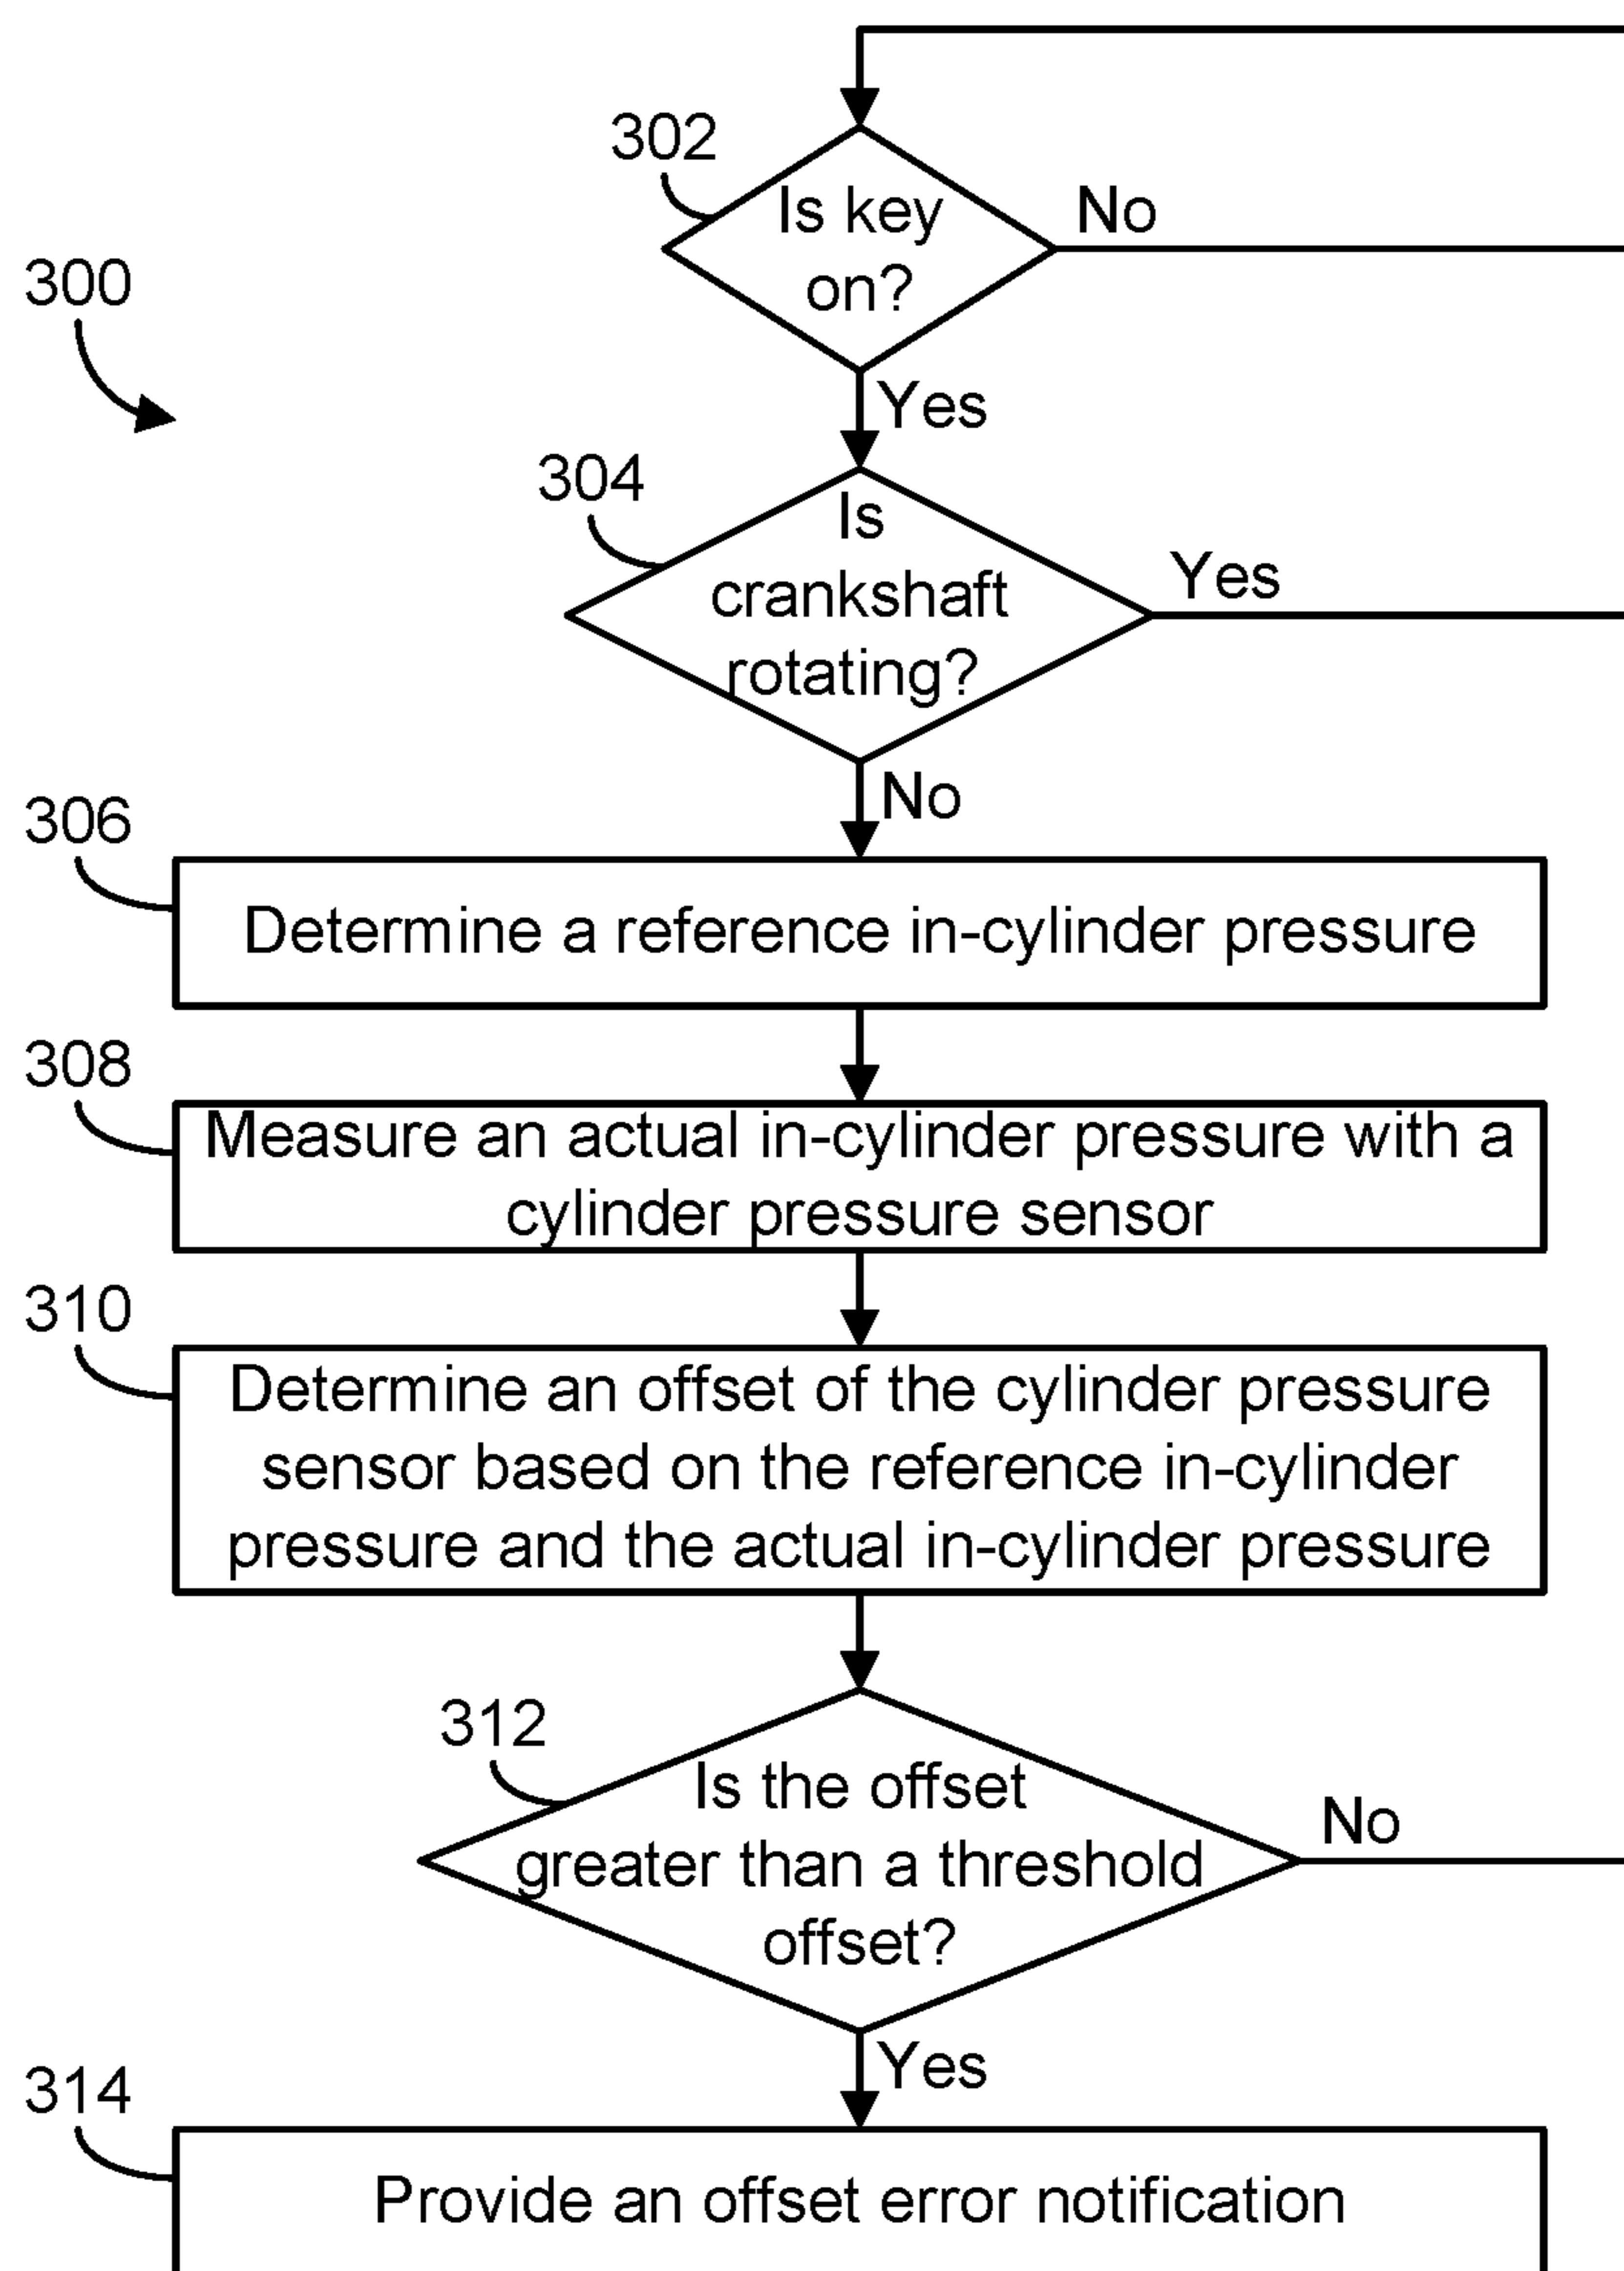 302
Is key
on?
No
300
Yes
304
Is
crankshaft
rotating?
Yes
No
306
Determine a reference in-cylinder pressure
308
Measure an actual in-cylinder pressure with a
cylinder pressure sensor
310
Determine an offset of the cylinder pressure
sensor based on the reference in-cylinder
pressure and the actual in-cylinder pressure
312
Is the offset
greater than a threshold
offset?
No
Yes
314
Provide an offset error notification